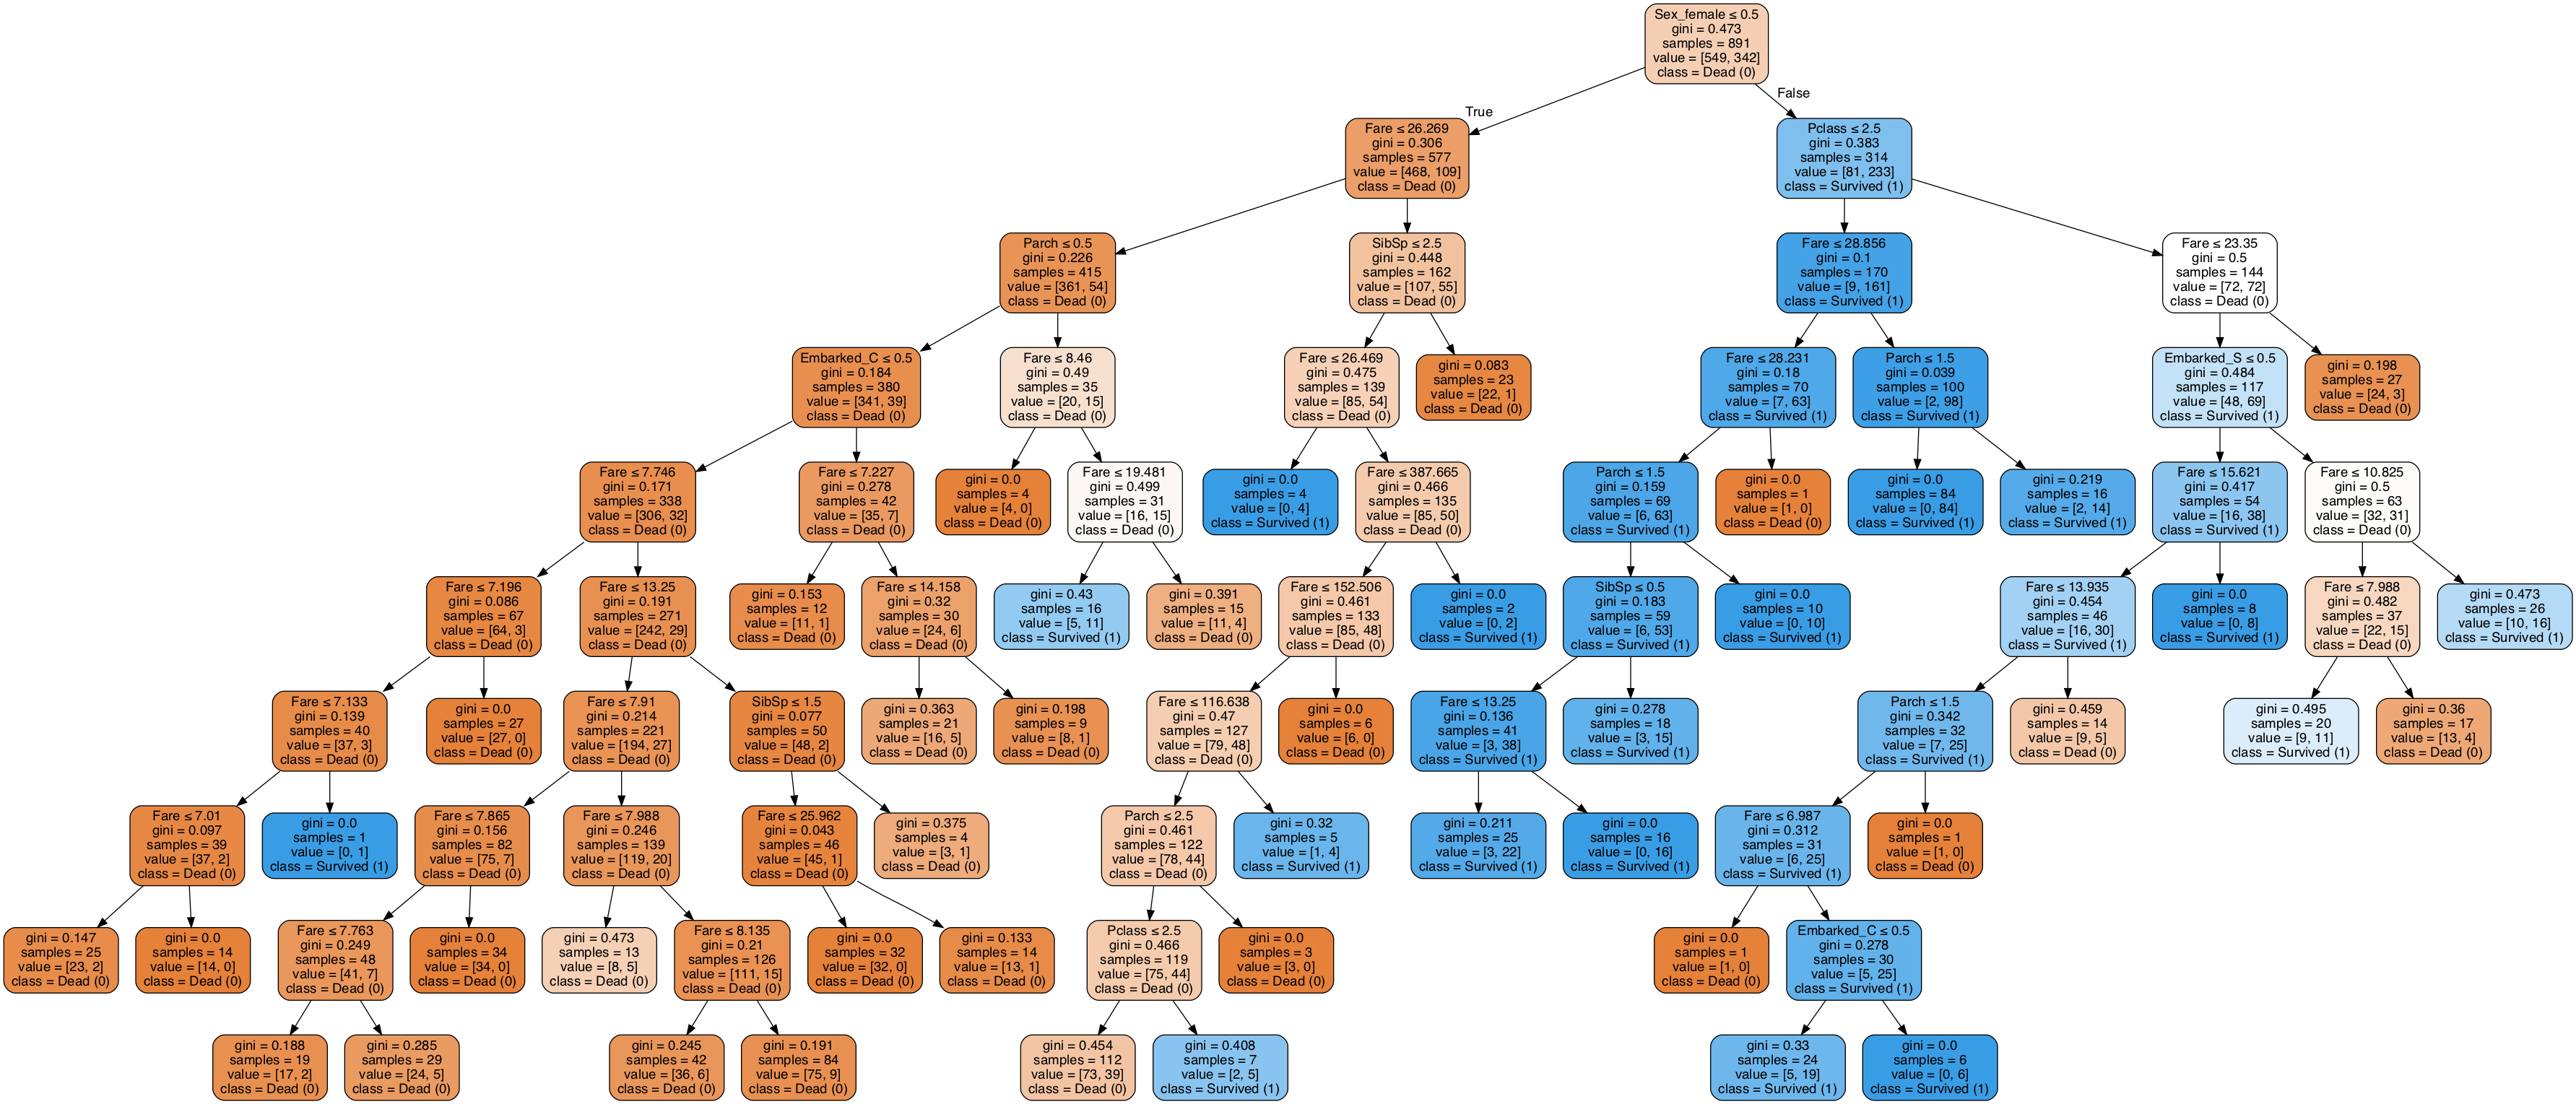 Sex_female ≤ 0.5
gini = 0.473
samples = 891
value = [549, 342]
class = Dead (0)
True
False
Fare ≤ 26.269
gini = 0.306
samples = 577
value = [468, 109]
class = Dead (0)
Pclass ≤ 2.5
gini = 0.383
samples = 314
value = [81, 233]
class = Survived (1)
Parch ≤ 0.5
gini = 0.226
samples = 415
value = [361, 54]
class = Dead (0)
SibSp ≤ 2.5
gini = 0.448
samples = 162
value = [107, 55]
class = Dead (0)
Fare ≤ 28.856
gini = 0.1
samples = 170
value = [9, 161]
class = Survived (1)
Fare ≤ 23.35
gini = 0.5
samples = 144
value = [72, 72]
class = Dead (0)
Embarked_C ≤ 0.5
gini = 0.184
samples = 380
value = [341, 39]
class = Dead (0)
Fare ≤ 8.46
gini = 0.49
samples = 35
value = [20, 15]
class = Dead (0)
Fare ≤ 26.469
gini = 0.475
samples = 139
value = [85, 54]
class = Dead (0)
gini = 0.083
samples = 23
value = [22, 1]
class = Dead (0)
Fare ≤ 28.231
gini = 0.18
samples = 70
value = [7, 63]
class = Survived (1)
Parch ≤ 1.5
gini = 0.039
samples = 100
value = [2, 98]
class = Survived (1)
Embarked_S ≤ 0.5
gini = 0.484
samples = 117
value = [48, 69]
class = Survived (1)
gini = 0.198
samples = 27
value = [24, 3]
class = Dead (0)
Fare ≤ 7.746
gini = 0.171
samples = 338
value = [306, 32]
class = Dead (0)
Fare ≤ 7.227
gini = 0.278
samples = 42
value = [35, 7]
class = Dead (0)
gini = 0.0
samples = 4
value = [4, 0]
class = Dead (0)
Fare ≤ 19.481
gini = 0.499
samples = 31
value = [16, 15]
class = Dead (0)
gini = 0.0
samples = 4
value = [0, 4]
class = Survived (1)
Fare ≤ 387.665
gini = 0.466
samples = 135
value = [85, 50]
class = Dead (0)
Parch ≤ 1.5
gini = 0.159
samples = 69
value = [6, 63]
class = Survived (1)
gini = 0.0
samples = 1
value = [1, 0]
class = Dead (0)
gini = 0.0
samples = 84
value = [0, 84]
class = Survived (1)
gini = 0.219
samples = 16
value = [2, 14]
class = Survived (1)
Fare ≤ 15.621
gini = 0.417
samples = 54
value = [16, 38]
class = Survived (1)
Fare ≤ 10.825
gini = 0.5
samples = 63
value = [32, 31]
class = Dead (0)
Fare ≤ 7.196
gini = 0.086
samples = 67
value = [64, 3]
class = Dead (0)
Fare ≤ 13.25
gini = 0.191
samples = 271
value = [242, 29]
class = Dead (0)
gini = 0.153
samples = 12
value = [11, 1]
class = Dead (0)
Fare ≤ 14.158
gini = 0.32
samples = 30
value = [24, 6]
class = Dead (0)
gini = 0.43
samples = 16
value = [5, 11]
class = Survived (1)
gini = 0.391
samples = 15
value = [11, 4]
class = Dead (0)
Fare ≤ 152.506
gini = 0.461
samples = 133
value = [85, 48]
class = Dead (0)
gini = 0.0
samples = 2
value = [0, 2]
class = Survived (1)
SibSp ≤ 0.5
gini = 0.183
samples = 59
value = [6, 53]
class = Survived (1)
gini = 0.0
samples = 10
value = [0, 10]
class = Survived (1)
Fare ≤ 13.935
gini = 0.454
samples = 46
value = [16, 30]
class = Survived (1)
gini = 0.0
samples = 8
value = [0, 8]
class = Survived (1)
Fare ≤ 7.988
gini = 0.482
samples = 37
value = [22, 15]
class = Dead (0)
gini = 0.473
samples = 26
value = [10, 16]
class = Survived (1)
Fare ≤ 7.133
gini = 0.139
samples = 40
value = [37, 3]
class = Dead (0)
gini = 0.0
samples = 27
value = [27, 0]
class = Dead (0)
Fare ≤ 7.91
gini = 0.214
samples = 221
value = [194, 27]
class = Dead (0)
SibSp ≤ 1.5
gini = 0.077
samples = 50
value = [48, 2]
class = Dead (0)
gini = 0.363
samples = 21
value = [16, 5]
class = Dead (0)
gini = 0.198
samples = 9
value = [8, 1]
class = Dead (0)
Fare ≤ 116.638
gini = 0.47
samples = 127
value = [79, 48]
class = Dead (0)
gini = 0.0
samples = 6
value = [6, 0]
class = Dead (0)
Fare ≤ 13.25
gini = 0.136
samples = 41
value = [3, 38]
class = Survived (1)
gini = 0.278
samples = 18
value = [3, 15]
class = Survived (1)
Parch ≤ 1.5
gini = 0.342
samples = 32
value = [7, 25]
class = Survived (1)
gini = 0.459
samples = 14
value = [9, 5]
class = Dead (0)
gini = 0.495
samples = 20
value = [9, 11]
class = Survived (1)
gini = 0.36
samples = 17
value = [13, 4]
class = Dead (0)
Fare ≤ 7.01
gini = 0.097
samples = 39
value = [37, 2]
class = Dead (0)
gini = 0.0
samples = 1
value = [0, 1]
class = Survived (1)
Fare ≤ 7.865
gini = 0.156
samples = 82
value = [75, 7]
class = Dead (0)
Fare ≤ 7.988
gini = 0.246
samples = 139
value = [119, 20]
class = Dead (0)
Fare ≤ 25.962
gini = 0.043
samples = 46
value = [45, 1]
class = Dead (0)
gini = 0.375
samples = 4
value = [3, 1]
class = Dead (0)
Parch ≤ 2.5
gini = 0.461
samples = 122
value = [78, 44]
class = Dead (0)
gini = 0.32
samples = 5
value = [1, 4]
class = Survived (1)
gini = 0.211
samples = 25
value = [3, 22]
class = Survived (1)
gini = 0.0
samples = 16
value = [0, 16]
class = Survived (1)
Fare ≤ 6.987
gini = 0.312
samples = 31
value = [6, 25]
class = Survived (1)
gini = 0.0
samples = 1
value = [1, 0]
class = Dead (0)
gini = 0.147
samples = 25
value = [23, 2]
class = Dead (0)
gini = 0.0
samples = 14
value = [14, 0]
class = Dead (0)
Fare ≤ 7.763
gini = 0.249
samples = 48
value = [41, 7]
class = Dead (0)
gini = 0.0
samples = 34
value = [34, 0]
class = Dead (0)
gini = 0.473
samples = 13
value = [8, 5]
class = Dead (0)
Fare ≤ 8.135
gini = 0.21
samples = 126
value = [111, 15]
class = Dead (0)
gini = 0.0
samples = 32
value = [32, 0]
class = Dead (0)
gini = 0.133
samples = 14
value = [13, 1]
class = Dead (0)
Pclass ≤ 2.5
gini = 0.466
samples = 119
value = [75, 44]
class = Dead (0)
gini = 0.0
samples = 3
value = [3, 0]
class = Dead (0)
gini = 0.0
samples = 1
value = [1, 0]
class = Dead (0)
Embarked_C ≤ 0.5
gini = 0.278
samples = 30
value = [5, 25]
class = Survived (1)
gini = 0.188
samples = 19
value = [17, 2]
class = Dead (0)
gini = 0.285
samples = 29
value = [24, 5]
class = Dead (0)
gini = 0.245
samples = 42
value = [36, 6]
class = Dead (0)
gini = 0.191
samples = 84
value = [75, 9]
class = Dead (0)
gini = 0.454
samples = 112
value = [73, 39]
class = Dead (0)
gini = 0.408
samples = 7
value = [2, 5]
class = Survived (1)
gini = 0.33
samples = 24
value = [5, 19]
class = Survived (1)
gini = 0.0
samples = 6
value = [0, 6]
class = Survived (1)